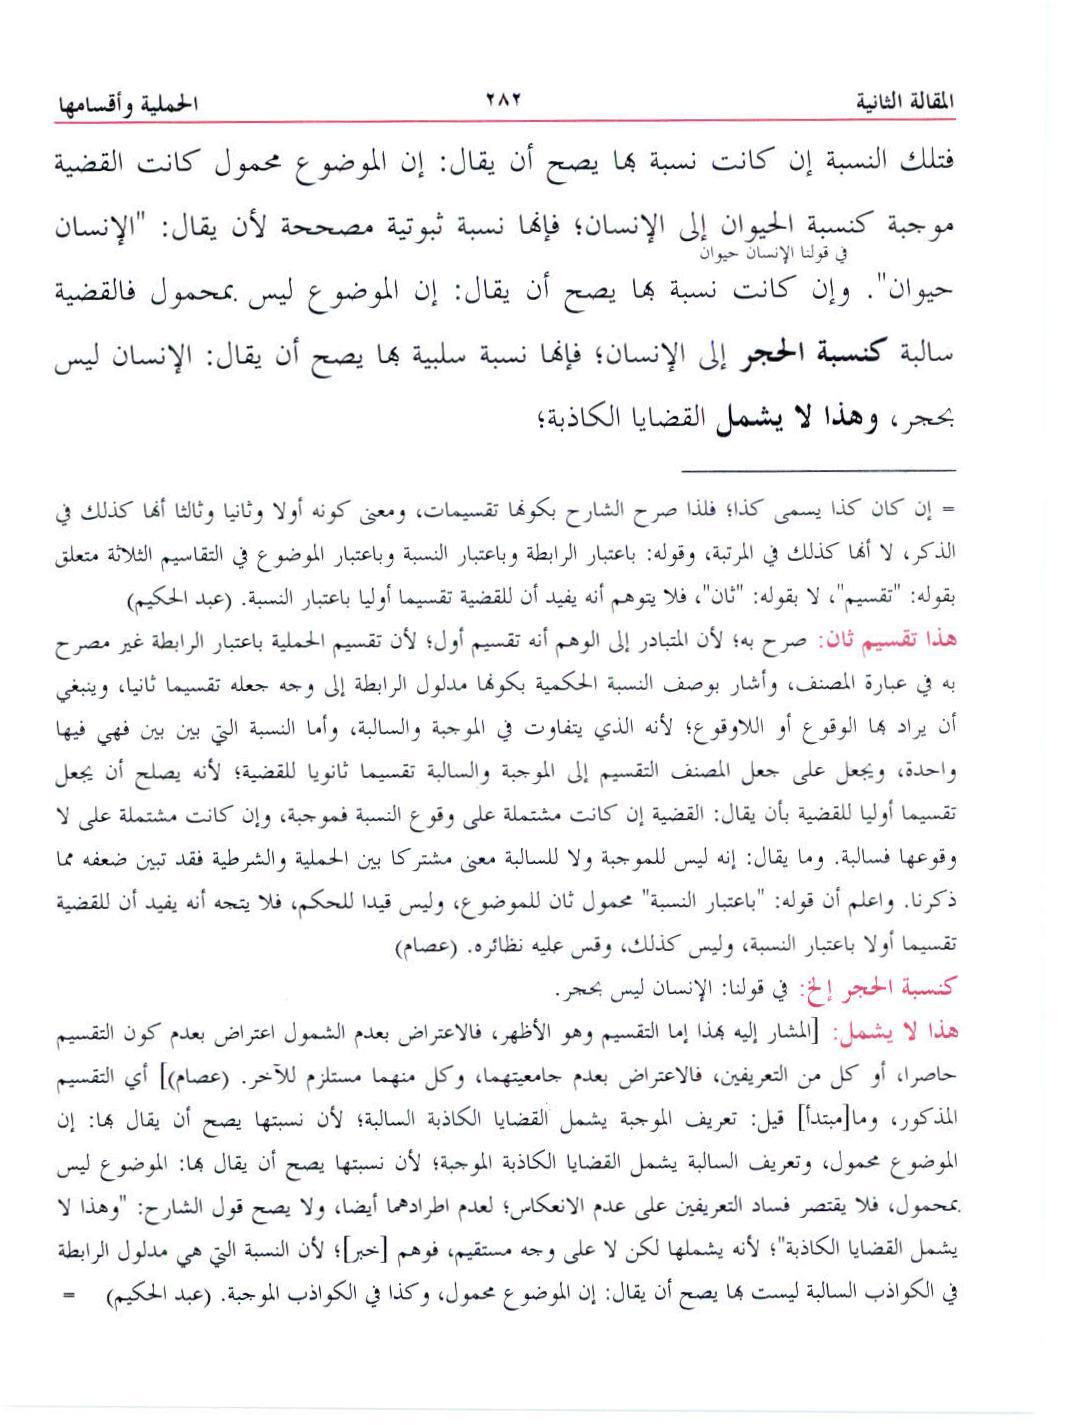 المقالة الثانية ٢٨٢ الحملية وأقسامها
فتلك النسبة إن كانت نسبة بها يصح أن يقال: إن الموضوع محمول كانت القضية
موجبة كنسبة الحيوان إلى الإنسان؛ فإنها نسبة ثبوتية مصححة لأن يقال: "الإنسان
في قولنا الإنسان حيوان
حيوان". وإن كانت نسبة بها يصح أن يقال: إن الموضوع ليس بمحمول فالقضية
سالبة كنسبة الحجر إلى الإنسان؛ فإنها نسبة سلبية بها يصح أن يقال: الإنسان ليس
بحجر، وهذا لا يشمل القضايا الكاذبة؛
= إن كان كذا يسمى كذا؛ فلذا صرح الشارح بكونها تقسيمات، ومعنى كونه أولا وثانيا وثالثا أنها كذلك في
الذكر، لا أنها كذلك في المرتبة، وقوله: باعتبار الرابطة وباعتبار النسبة وباعتبار الموضوع في التقاسيم الثلاثة متعلق
بقوله: "تقسيم"، لا بقوله: "ثان"، فلا يتوهم أنه يفيد أن للقضية تقسيما أوليا باعتبار النسبة. (عبد الحكيم)
هذا تقسيم ثان: صرح به؛ لأن المتبادر إلى الوهم أنه تقسيم أول؛ لأن تقسيم الحملية باعتبار الرابطة غير مصرح
به في عبارة المصنف، وأشار بوصف النسبة الحكمية بكونها مدلول الرابطة إلى وجه جعله تقسيما ثانيا، وينبغي
أن يراد بها الوقوع أو اللاوقوع؛ لأنه الذي يتفاوت في الموجبة والسالبة، وأما النسبة التي بين بين فهي فيها
واحدة، ويجعل على جعل المصنف التقسيم إلى الموجبة والسالبة تقسيما ثانويا للقضية؛ لأنه يصلح أن يجعل
تقسيما أوليا للقضية بأن يقال: القضية إن كانت مشتملة على وقوع النسبة فموجبة، وإن كانت مشتملة على لا
وقوعها فسالبة. وما يقال: إنه ليس للموجبة ولا للسالبة معنى مشتركا بين الحملية والشرطية فقد تبين ضعفه مما
ذكرنا. واعلم أن قوله: "باعتبار النسبة" محمول ثان للموضوع، وليس قيدا للحكم، فلا يتجه أنه يفيد أن للقضية
تقسيما أولا باعتبار النسبة، وليس كذلك، وقس عليه نظائره. (عصام)
كنسبة الحجر إلخ: في قولنا: الإنسان ليس بحجر.
هذا لا يشمل: [المشار إليه بهذا إما التقسيم وهو الأظهر، فالاعتراض بعدم الشمول اعتراض بعدم كون التقسيم
حاصرا، أو كل من التعريفين، فالاعتراض بعدم جامعيتهما، وكل منهما مستلزم للآخر. (عصام)] أي التقسيم
المذكور، وما[مبتدأ] قيل: تعريف الموجبة يشمل القضايا الكاذبة السالبة؛ لأن نسبتها يصح أن يقال بها: إن
الموضوع محمول، وتعريف السالبة يشمل القضايا الكاذبة الموجبة؛ لأن نسبتها يصح أن يقال بها: الموضوع ليس
بمحمول، فلا يقتصر فساد التعريفين على عدم الانعكاس؛ لعدم اطرادهما أيضا، ولا يصح قول الشارح: "وهذا لا
يشمل القضايا الكاذبة"؛ لأنه يشملها لكن لا على وجه مستقيم، فوهم [خبر]؛ لأن النسبة التي هي مدلول الرابطة
في الكواذب السالبة ليست بها يصح أن يقال: إن الموضوع محمول، وكذا في الكواذب الموجبة. (عبد الحكيم) =